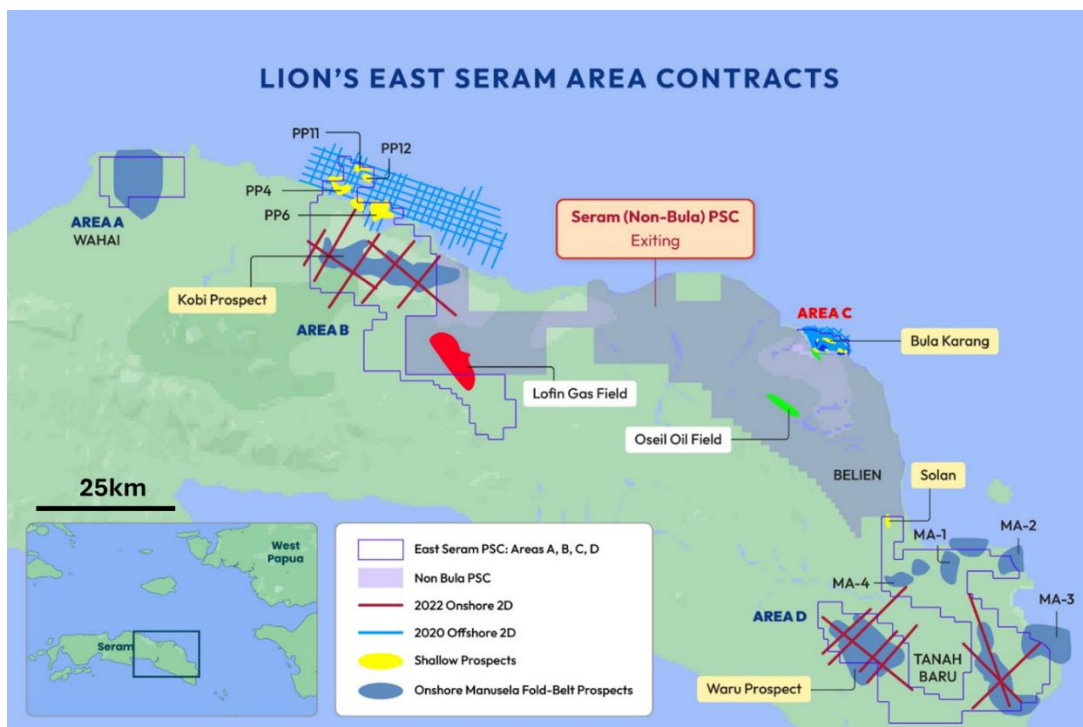 LION'S EAST SERAM AREA CONTRACTS
PP11
PP12
PP4
PP6
AREA A
WAHAI
Seram (Non-Bula) PSC
Exiting
Kobi Prospect
AREA B
AREA C
Bula Karang
Lofin Gas Field
Oseil Oil Field
BELIEN
Solan
25km
MA-1
MA-2
MA-4
MA-3
AREA D
TANAH
BARU
Waru Prospect
West
Papua
Seram
East Seram PSC: Areas A, B, C, D
Non Bula PSC
2022 Onshore 2D
2020 Offshore 2D
Shallow Prospects
Onshore Manusela Fold-Belt Prospects